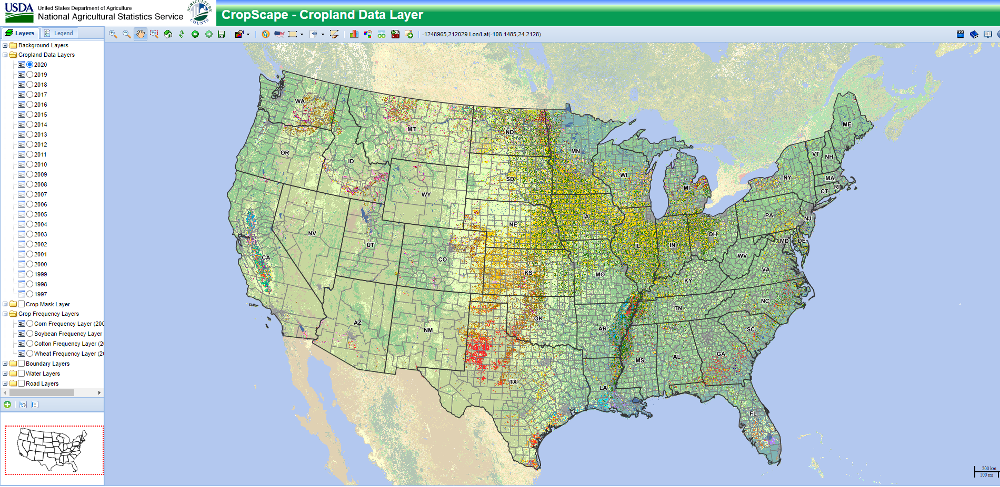 USDA
United States Department of Agriculture
National Agricultural Statistics Service
AGRICULTURE
COUNTS
CropScape - Cropland Data Layer
Layers
Legend
-1248965,212029 Lon/Lat(-108.1485,24.2128)
Background Layers
Cropland Data Layers
2020
2019
2018
2017
2016
2015
2014
2013
2012
2011
2010
2009
2008
2007
2006
2005
2004
2003
2002
2001
2000
1999
1998
1997
Crop Mask Layer
Crop Frequency Layers
Corn Frequency Layer (200
Soybean Frequency Layer
Cotton Frequency Layer (2
Wheat Frequency Layer (20
Boundary Layers
Water Layers
Road Layers
PDF
WA
MT
ND
MN
ME
OR
ID
SD
WI
MI
NY
VT
NH
MA
CT
RI
WY
IA
NE
PA
NJ
NV
UT
CO
IL
IN
OH
MD
DE
WV
VA
CA
KS
MO
KY
AZ
NM
OK
AR
TN
NC
SC
TX
MS
AL
GA
LA
FL
200 km
100 mi